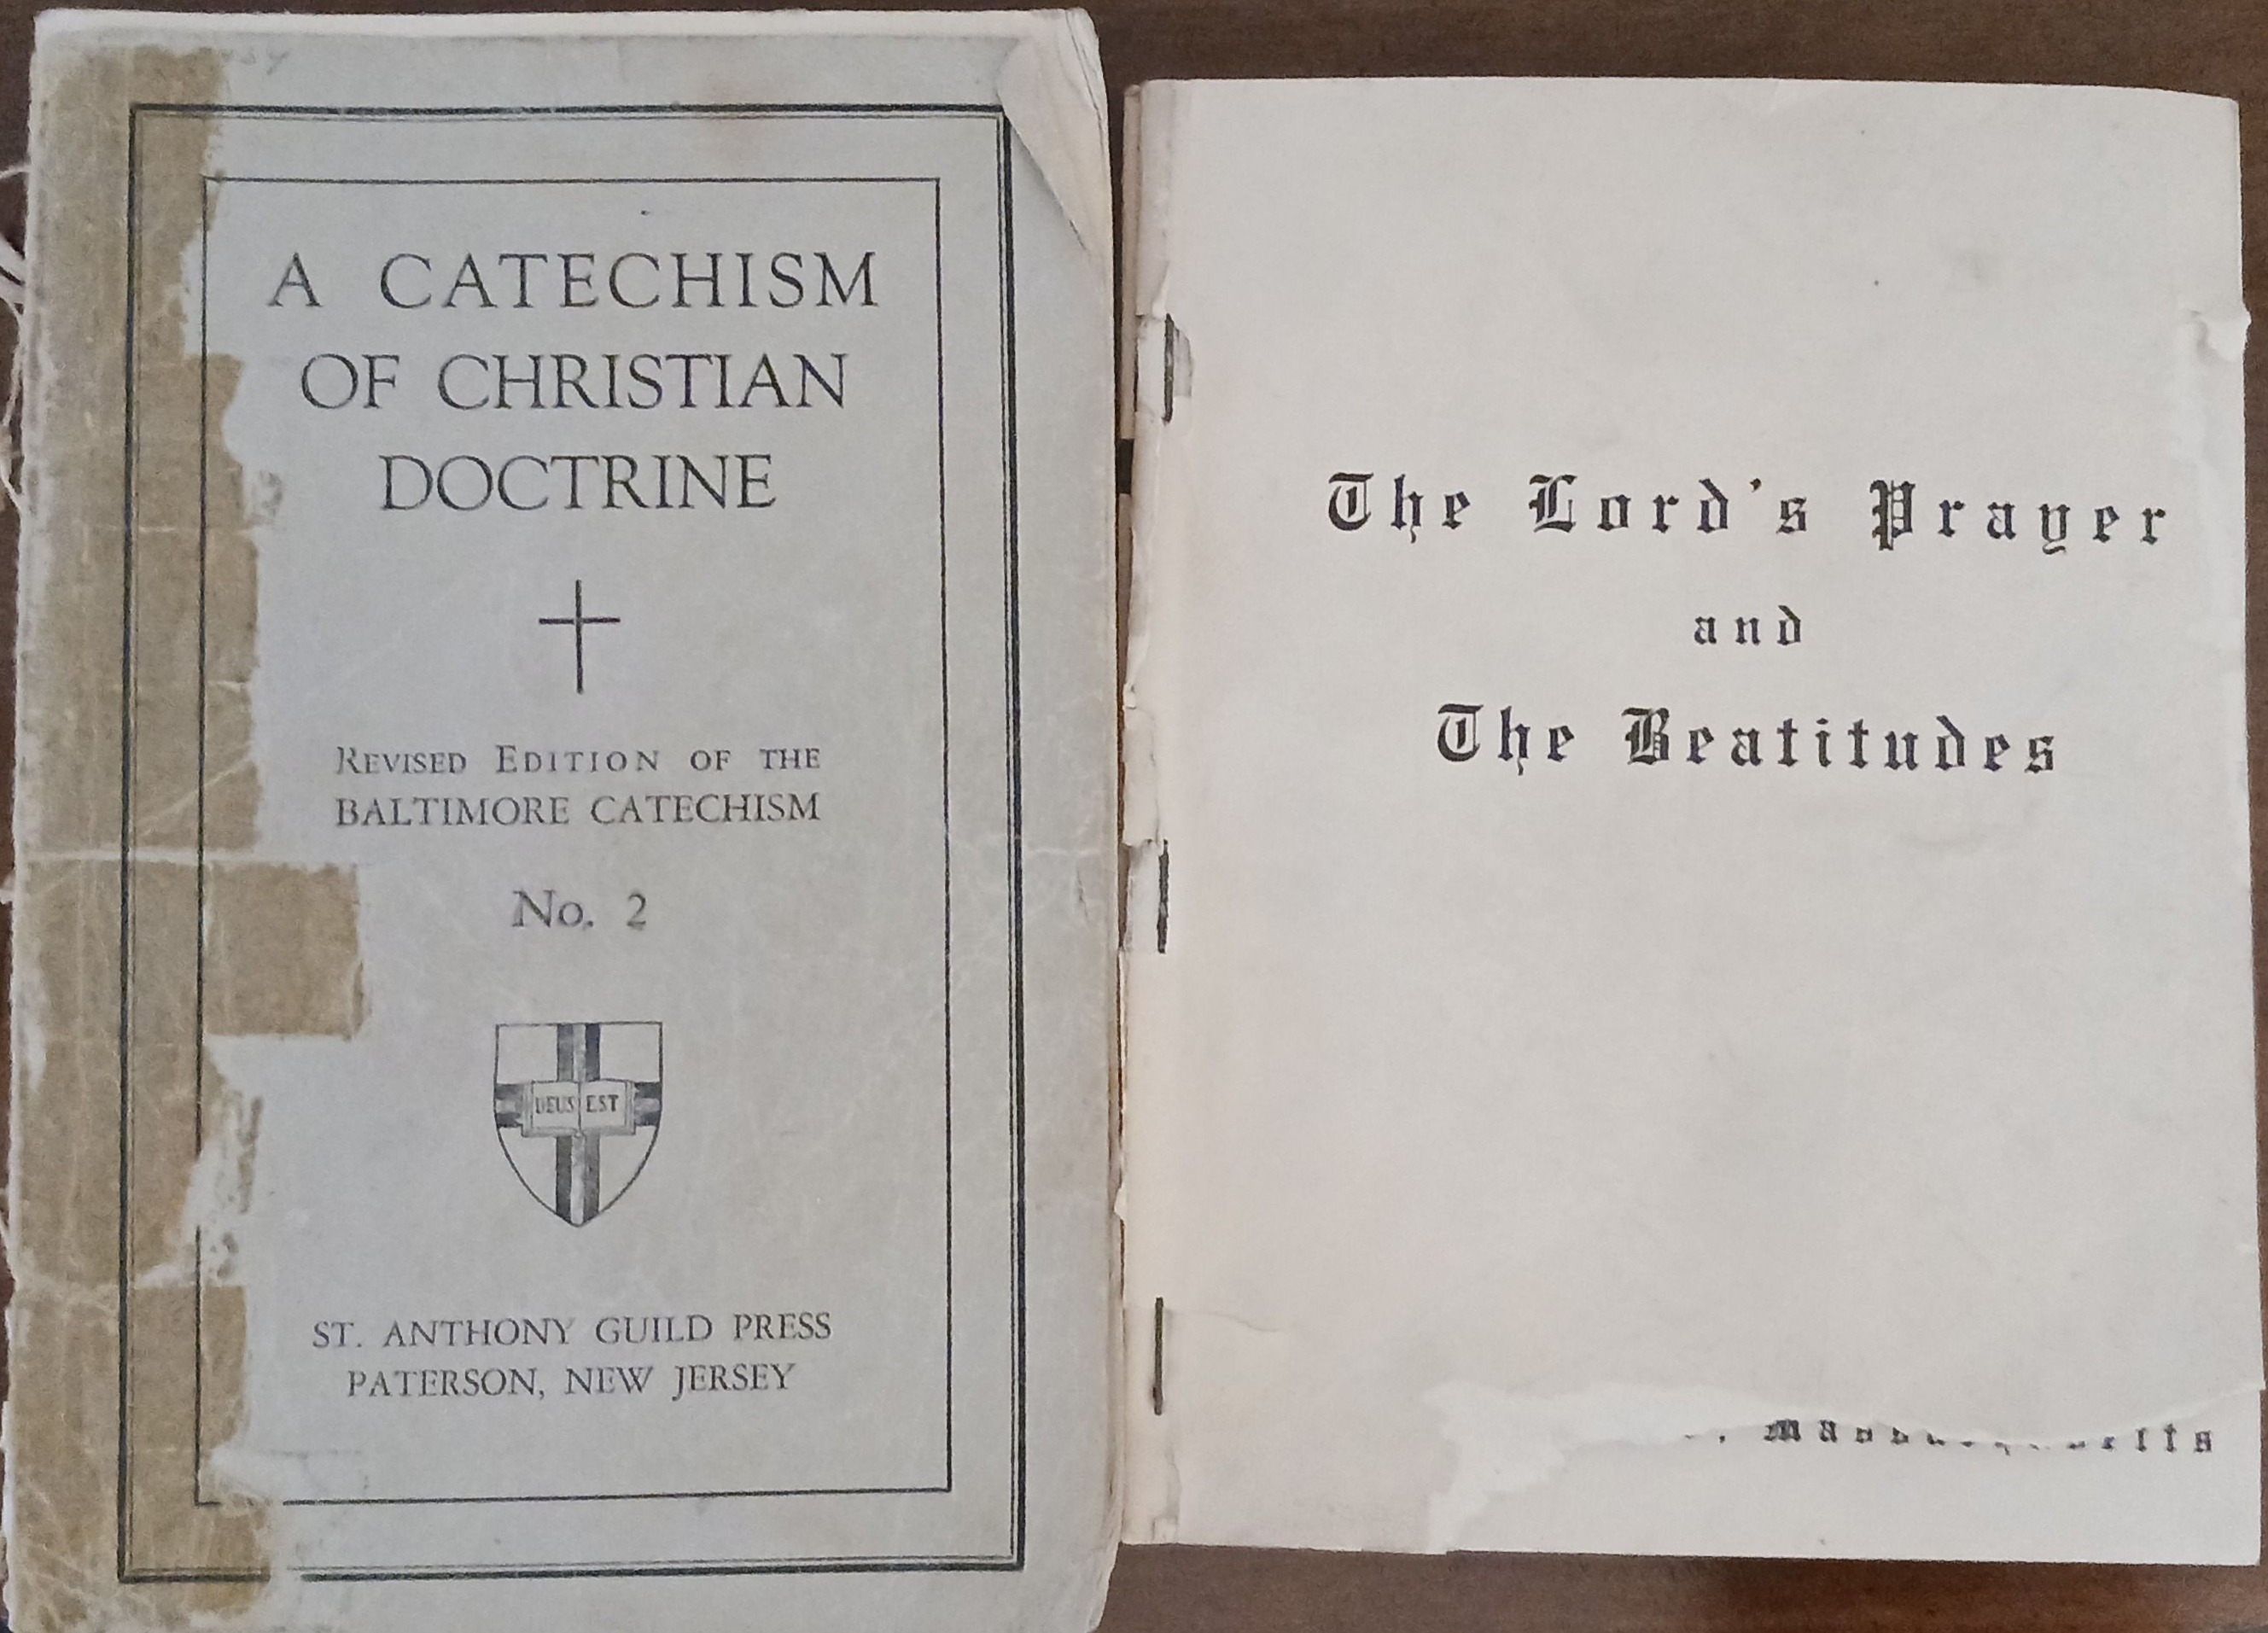 A CATECHISM
OF CHRISTIAN
DOCTRINE
REVISED EDITION OF THE
BALTIMORE CATECHISM
No. 2
DEUS EST
ST. ANTHONY GUILD PRESS
PATERSON, NEW JERSEY
The Lord's Prayer
and
The Beatitudes